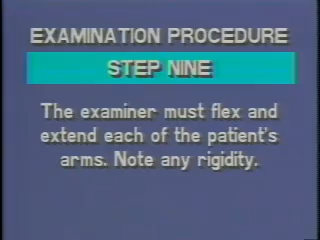 EXAMINATION PROCEDURE
STEP NINE
The examiner must flex and
extend each of the patient's
arms. Note any rigidity.